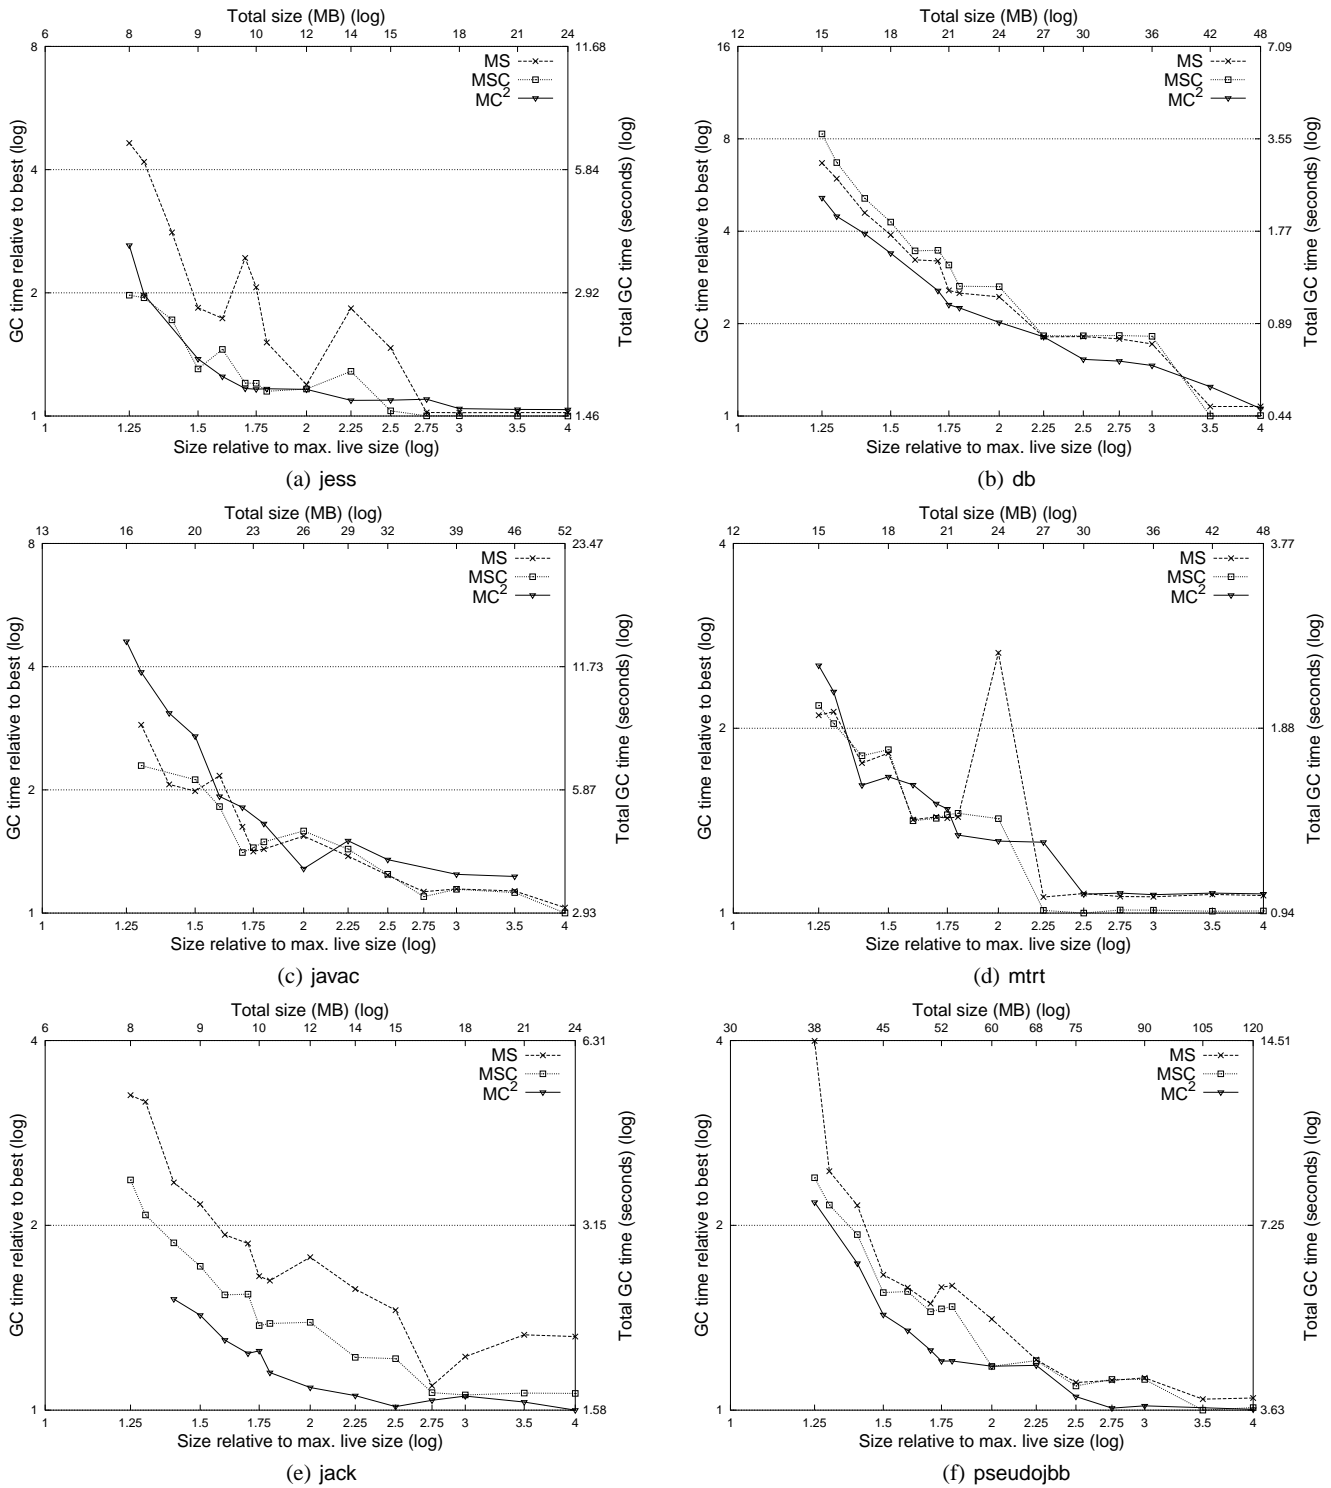 Total size (MB) (log)
6 8 9 10 12 14 15 18 21 24
8 11.68
MS
MSC
MC2
4 5.84
2 2.92
1 1.46
GC time relative to best (log)
Total GC time (seconds) (log)
1 1.25 1.5 1.75 2 2.25 2.5 2.75 3 3.5 4
Size relative to max. live size (log)
(a) jess
Total size (MB) (log)
12 15 18 21 24 27 30 36 42 48
16 7.09
MS
MSC
MC2
8 3.55
4 1.77
2 0.89
1 0.44
GC time relative to best (log)
Total GC time (seconds) (log)
1 1.25 1.5 1.75 2 2.25 2.5 2.75 3 3.5 4
Size relative to max. live size (log)
(b) db
Total size (MB) (log)
13 16 20 23 26 29 32 39 46 52
8 23.47
MS
MSC
MC2
4 11.73
2 5.87
1 2.93
GC time relative to best (log)
Total GC time (seconds) (log)
1 1.25 1.5 1.75 2 2.25 2.5 2.75 3 3.5 4
Size relative to max. live size (log)
(c) javac
Total size (MB) (log)
12 15 18 21 24 27 30 36 42 48
4 3.77
MS
MSC
MC2
2 1.88
1 0.94
GC time relative to best (log)
Total GC time (seconds) (log)
1 1.25 1.5 1.75 2 2.25 2.5 2.75 3 3.5 4
Size relative to max. live size (log)
(d) mtrt
Total size (MB) (log)
6 8 9 10 12 14 15 18 21 24
4 6.31
MS
MSC
MC2
2 3.15
1 1.58
GC time relative to best (log)
Total GC time (seconds) (log)
1 1.25 1.5 1.75 2 2.25 2.5 2.75 3 3.5 4
Size relative to max. live size (log)
(e) jack
Total size (MB) (log)
30 38 45 52 60 68 75 90 105 120
4 14.51
MS
MSC
MC2
2 7.25
1 3.63
GC time relative to best (log)
Total GC time (seconds) (log)
1 1.25 1.5 1.75 2 2.25 2.5 2.75 3 3.5 4
Size relative to max. live size (log)
(f) pseudojbb